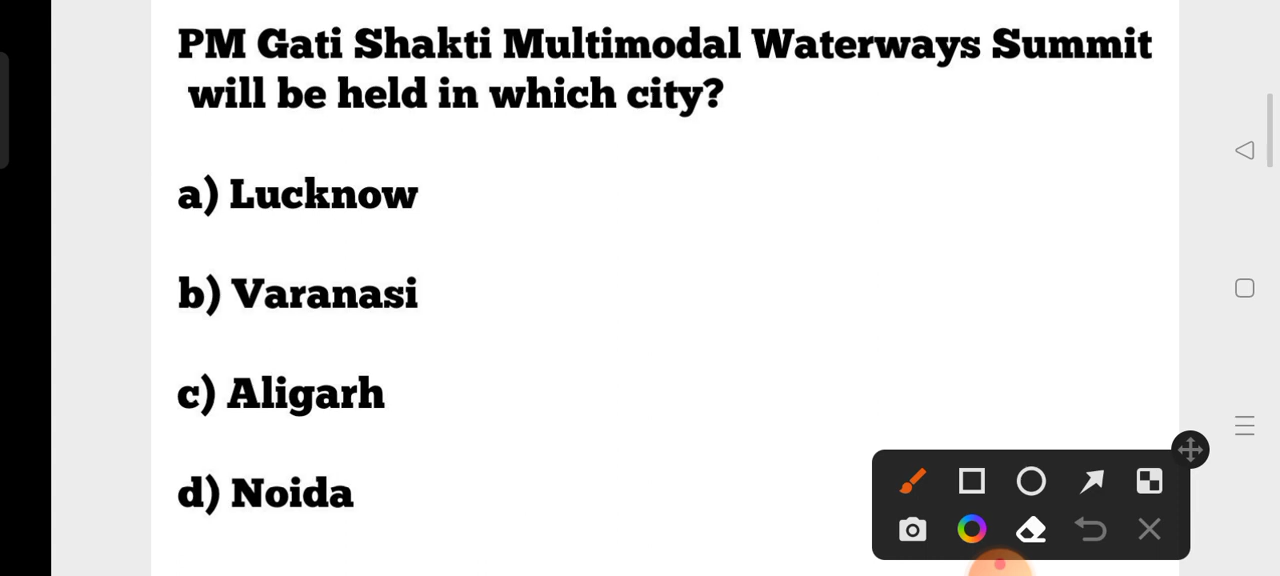 PM Gati Shakti Multimodal Waterways Summit
will be held in which city?
a) Lucknow
b) Varanasi
c) Aligarh
d) Noida